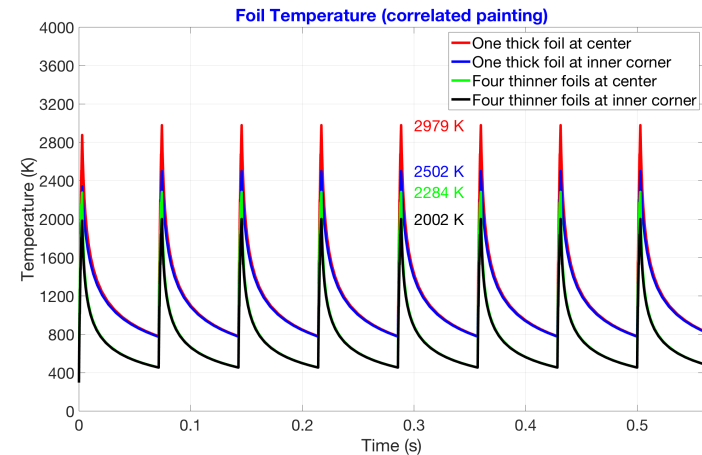 Foil Temperature (correlated painting)
4000
3600
3200
2800
2400
2000
1600
1200
800
400
0
Temperature (K)
One thick foil at center
One thick foil at inner corner
Four thinner foils at center
Four thinner foils at inner corner
2979 K
2502 K
2284 K
2002 K
0
0.1
0.2
0.3
0.4
0.5
Time (s)